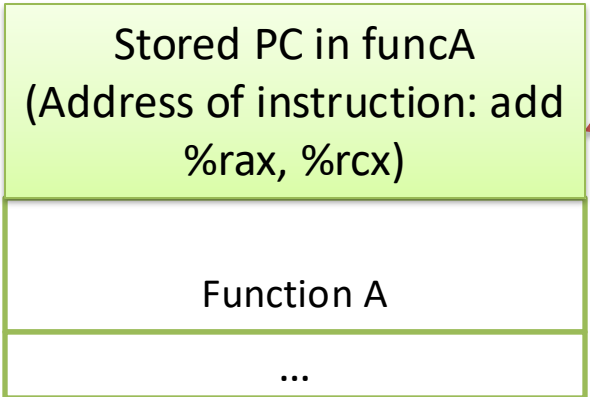 Stored PC in funcA
(Address of instruction: add
%rax, %rcx)
Function A
...